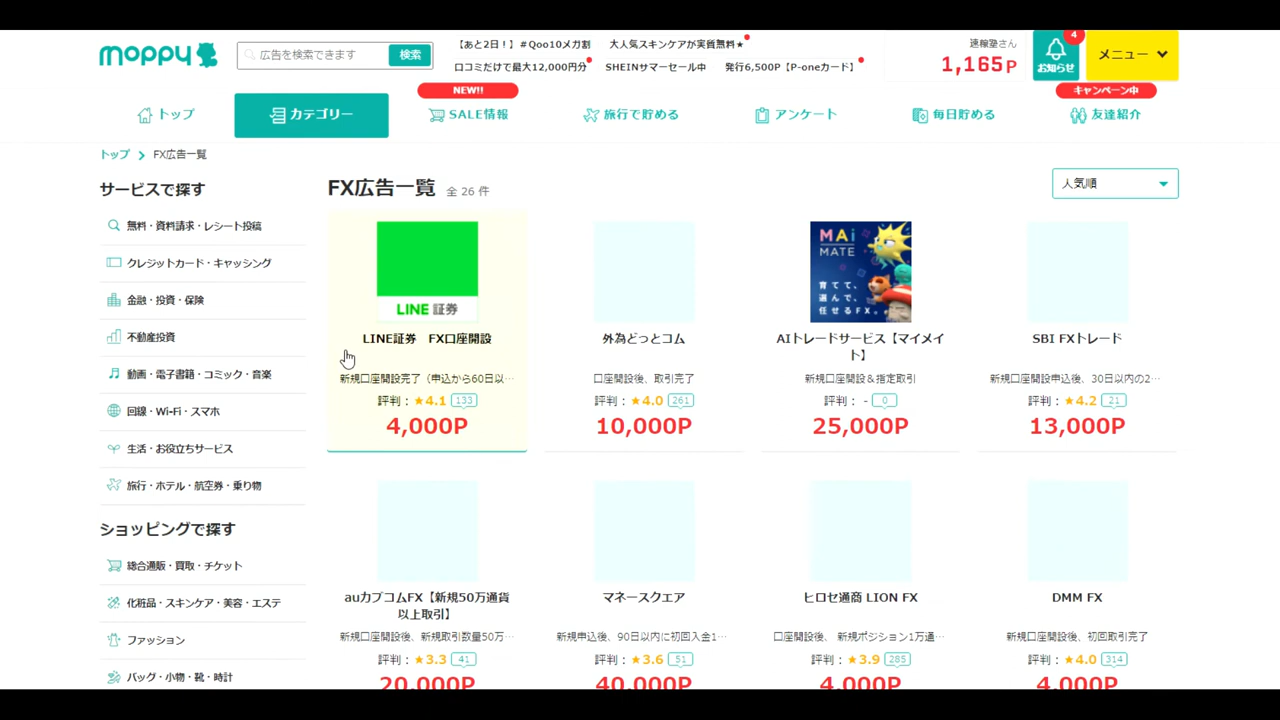 moppy
広告を検索できます
検索
【あと2日！】＃Qoo10メガ割
大人気スキンケアが実質無料★
口コミだけで最大12,000円分
SHEINサマーセール中
発行6,500P【P-oneカード】
速稼塾さん
1,165P
4
お知らせ
メニュー
トップ
カテゴリー
NEW!!
SALE情報
旅行で貯める
アンケート
毎日貯める
キャンペーン中
友達紹介
トップ
FX広告一覧
サービスで探す
無料・資料請求・レシート投稿
クレジットカード・キャッシング
金融・投資・保険
不動産投資
動画・電子書籍・コミック・音楽
回線・Wi-Fi・スマホ
生活・お役立ちサービス
旅行・ホテル・航空券・乗り物
ショッピングで探す
総合通販・買取・チケット
化粧品・スキンケア・美容・エステ
ファッション
バッグ・小物・靴・時計
FX広告一覧 全 26 件
人気順
LINE 証券
LINE証券 FX口座開設
新規口座開設完了（申込から60日以…
評判：★4.1 133
4,000P
外為どっとコム
口座開設後、取引完了
評判：★4.0 261
10,000P
MAiMATE
育てて、
選んで、
任せるFX。
AIトレードサービス【マイメイ
ト】
新規口座開設＆指定取引
評判： - 0
25,000P
SBI FXトレード
新規口座開設申込後、30日以内の2…
評判：★4.2 21
13,000P
auカブコムFX【新規50万通貨
以上取引】
新規口座開設後、新規取引数量50万…
評判：★3.3 41
20,000P
マネースクエア
新規申込後、90日以内に初回入金1…
評判：★3.6 51
40,000P
ヒロセ通商 LION FX
口座開設後、 新規ポジション1万通…
評判：★3.9 285
4,000P
DMM FX
新規口座開設後、初回取引完了
評判：★4.0 314
4,000P